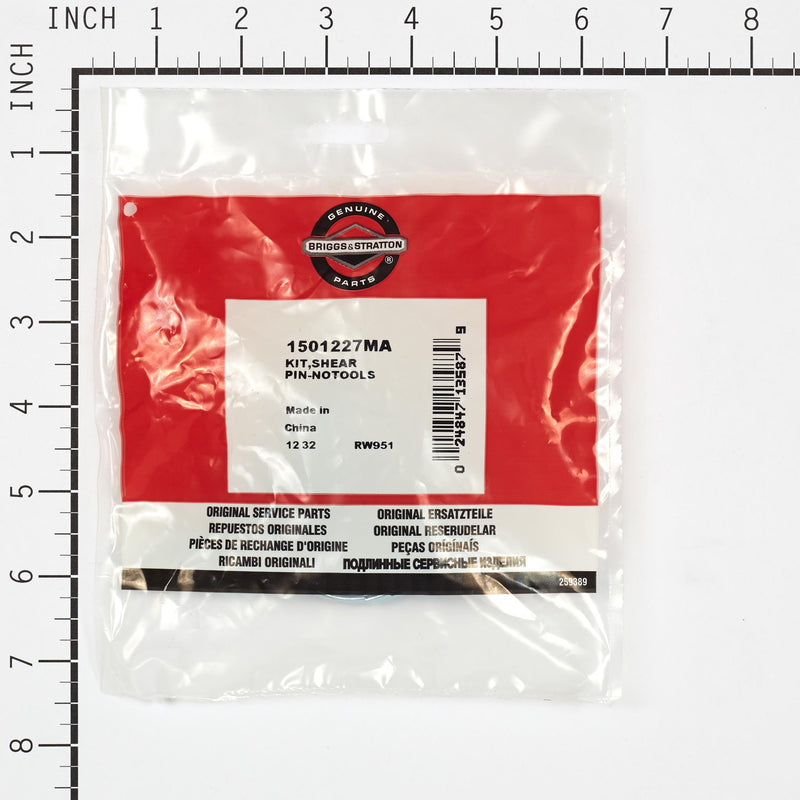 INCH 1 2 3 4 5 6 7 8
INCH
1
2
3
4
5
6
7
8
GENUINE
BRIGGS&STRATTON
®
PARTS
1501227MA
KIT,SHEAR
PIN-NOTOOLS
Made in
China
12 32 RW951
0 24847 13587 9
ORIGINAL SERVICE PARTS
REPUESTOS ORIGINALES
PIÈCES DE RECHANGE D'ORIGINE
RICAMBI ORIGINALI
ORIGINAL ERSATZTEILE
ORIGINAL RESERUDELAR
PEÇAS ORIGINAIS
ПОДЛИННЫЕ СЕРВИСНЫЕ ИЗДЕЛИЯ
259389